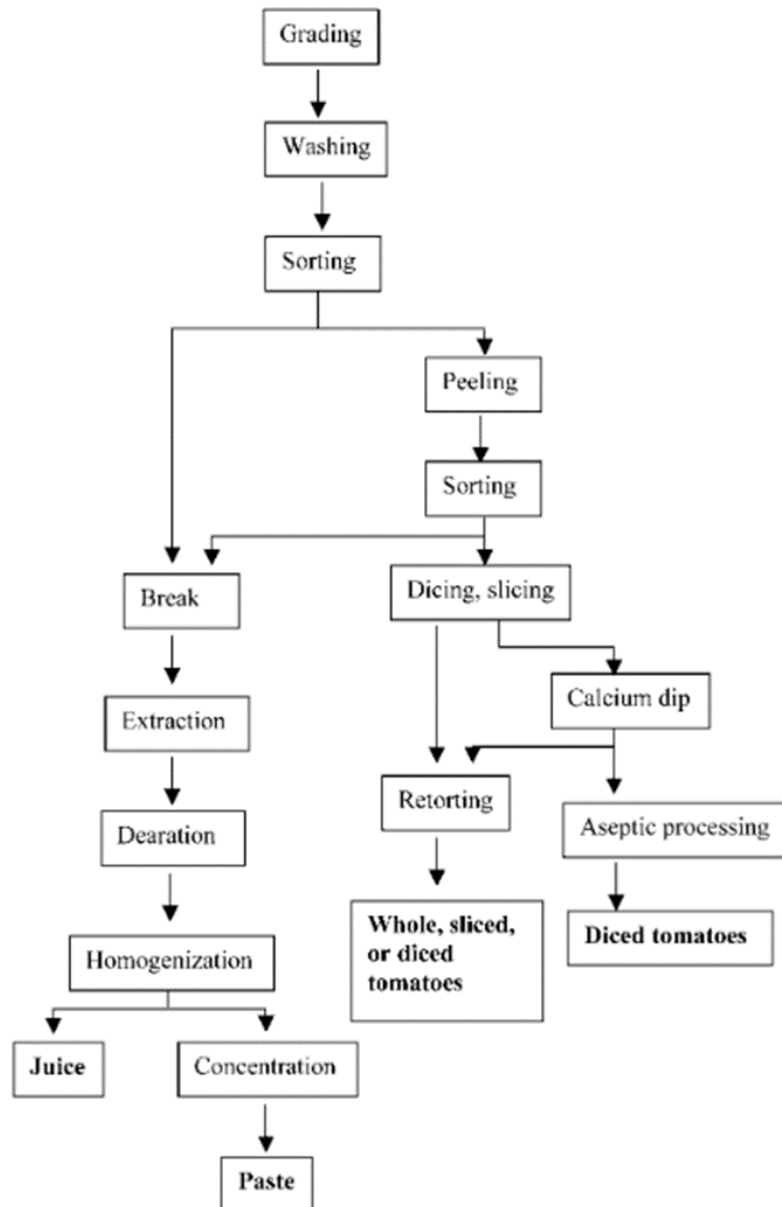 Grading
Washing
Sorting
Peeling
Sorting
Break
Dicing, slicing
Extraction
Calcium dip
Retorting
Dearation
Aseptic processing
Whole, sliced,
or diced
tomatoes
Diced tomatoes
Homogenization
Juice
Concentration
Paste